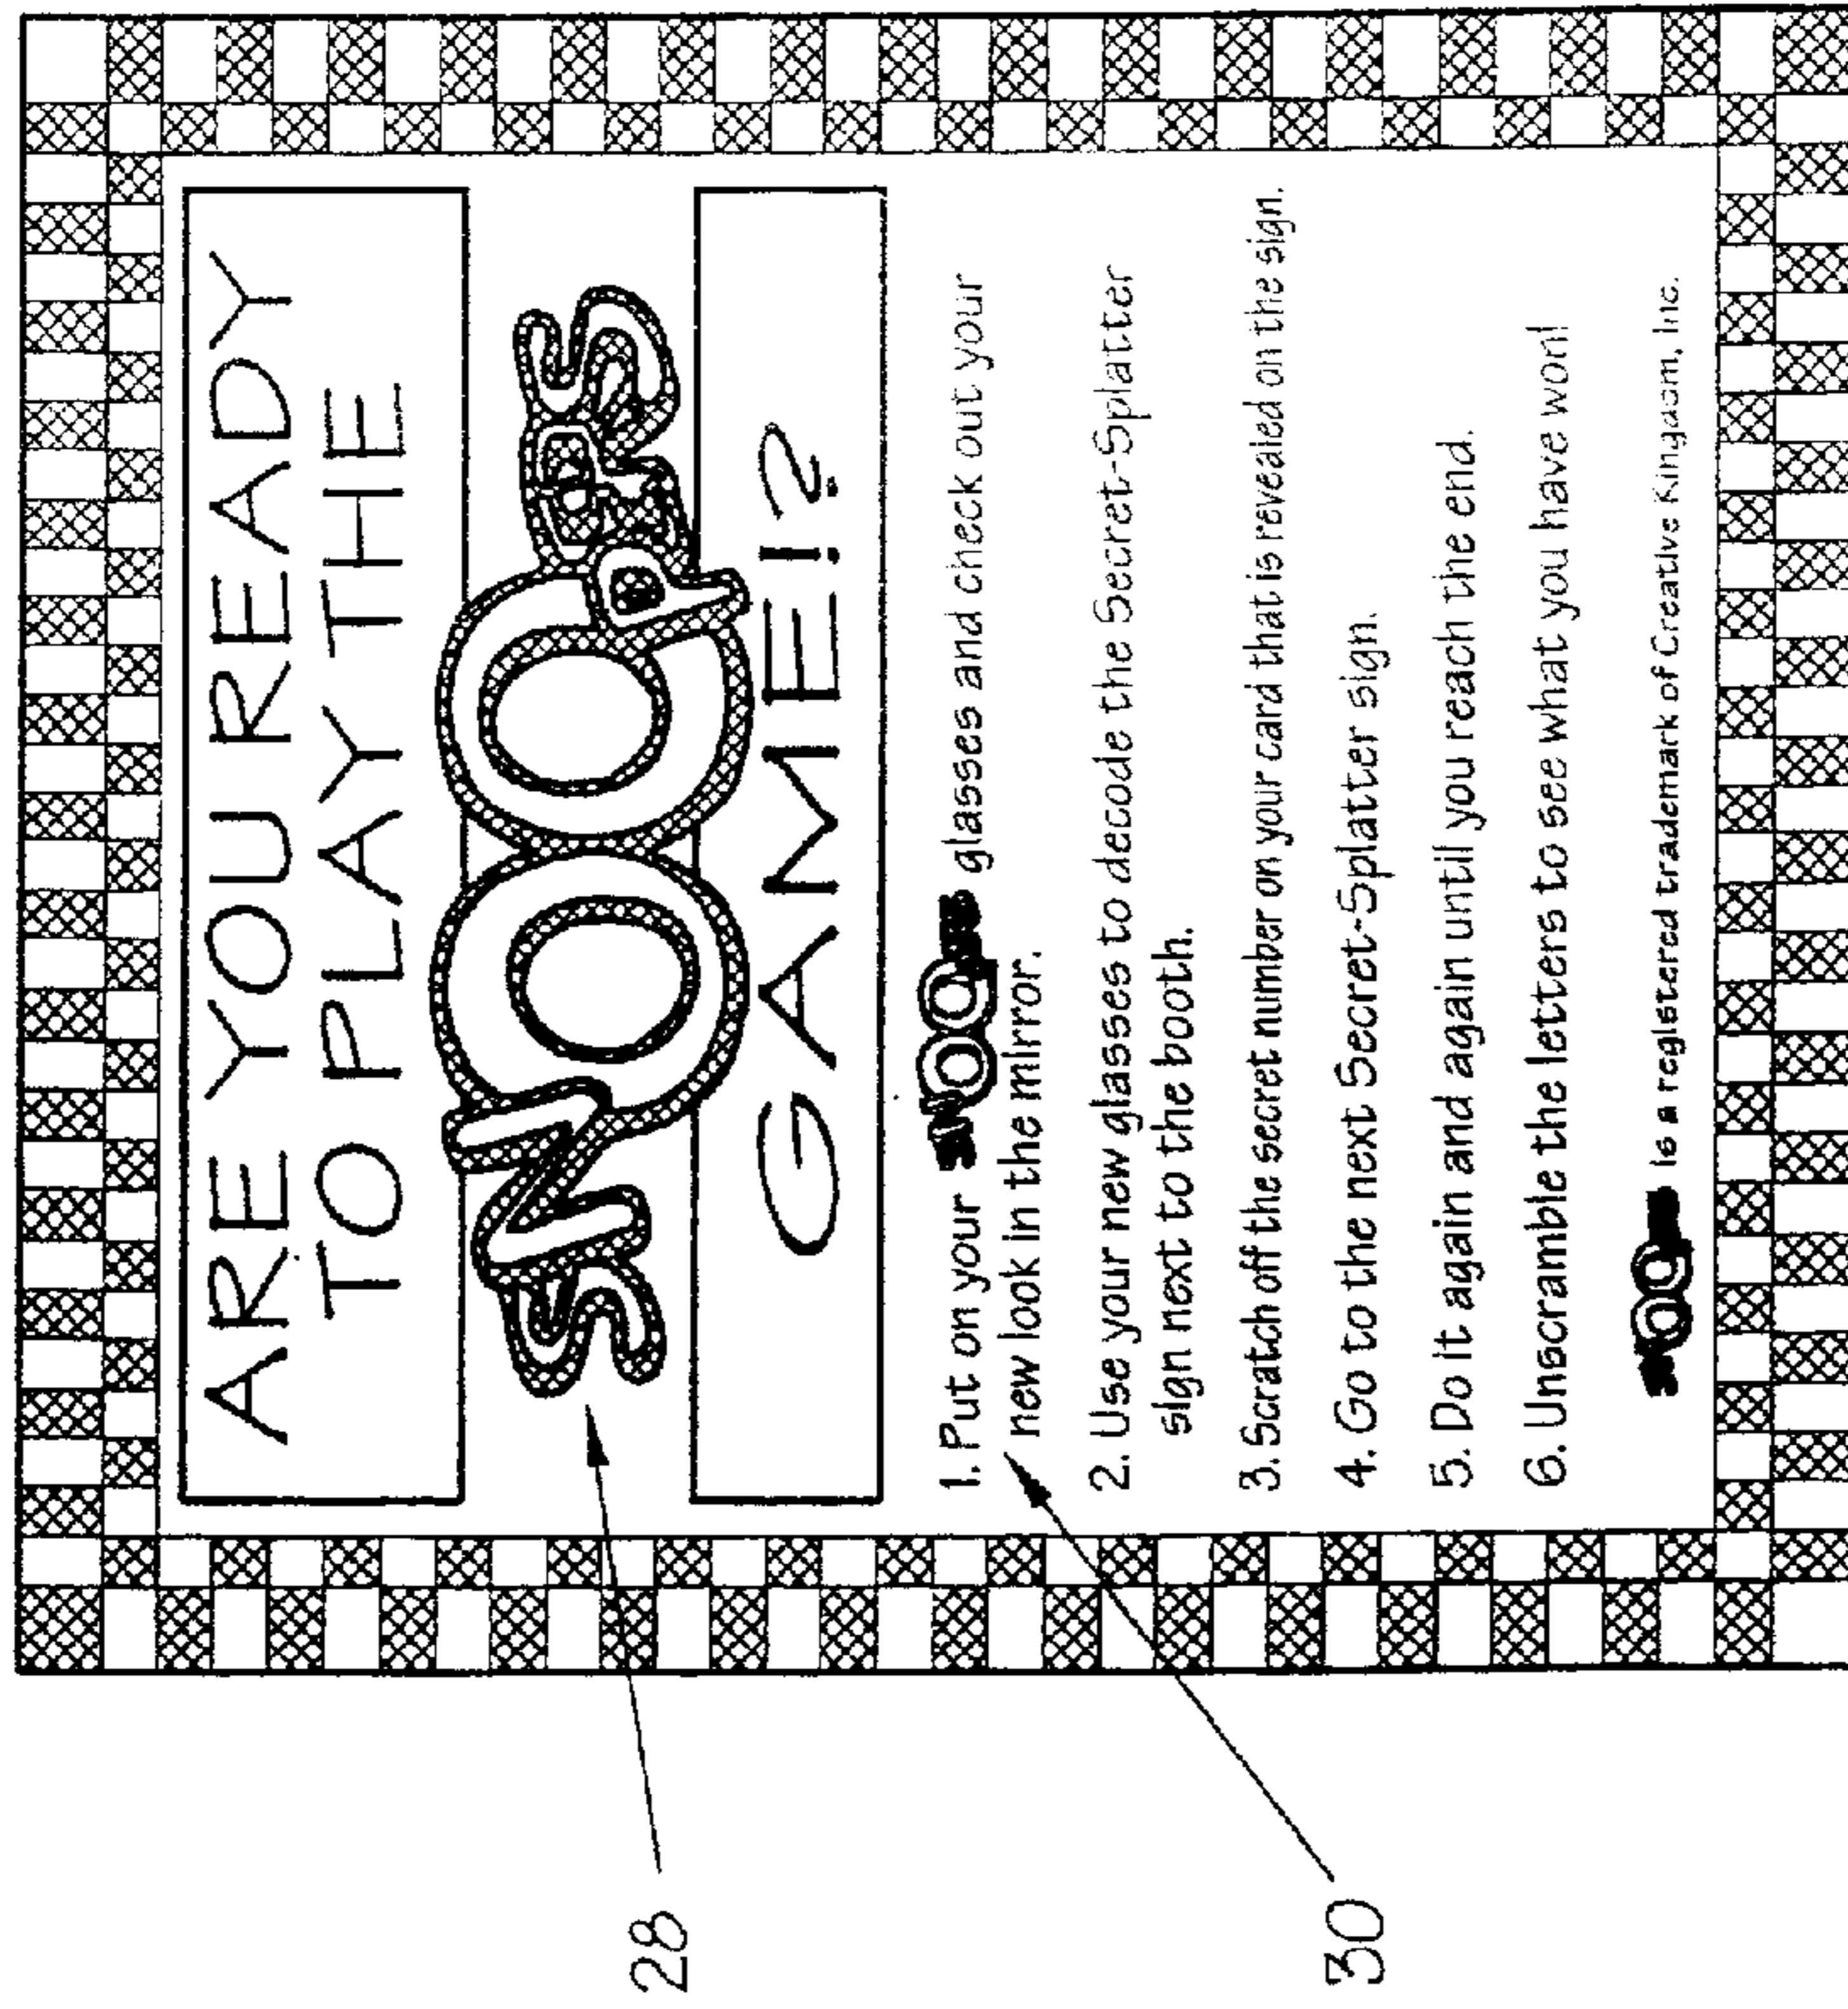 ARE YOU READY
TO PLAY THE
SNOOPERS
GAME!?
1. Put on your SNOOPERS glasses and check out your
new look in the mirror.
2. Use your new glasses to decode the Secret-Splatter
sign next to the booth.
3. Scratch off the secret number on your card that is revealed on the sign.
4. Go to the next Secret-Splatter sign.
5. Do it again and again until you reach the end.
6. Unscramble the letters to see what you have won!
SNOOPERS is a registered trademark of Creative Kingdom, Inc.
28
30